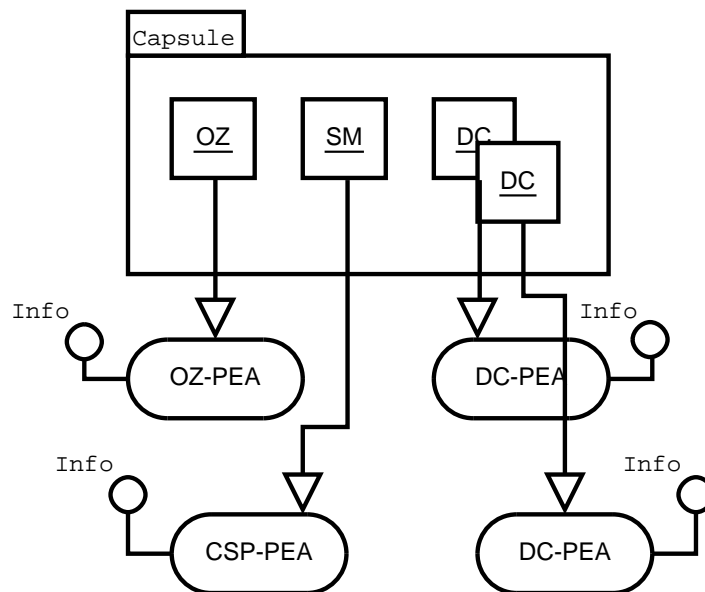 Capsule
OZ
SM
DC
DC
Info
Info
OZ-PEA
DC-PEA
Info
Info
CSP-PEA
DC-PEA